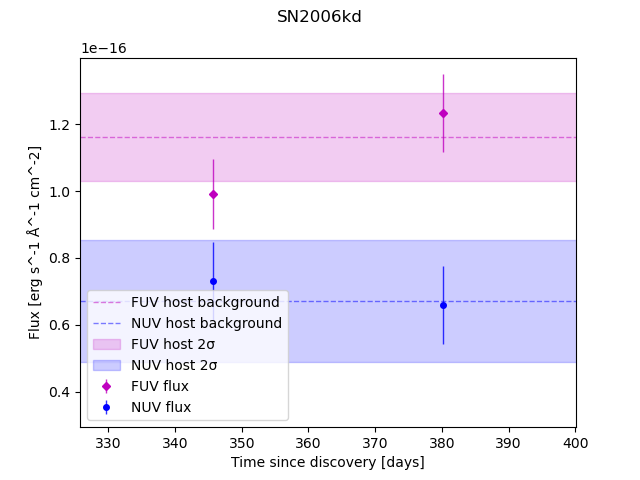 SN2006kd
1e−16
Flux [erg s^-1 Å^-1 cm^-2]
1.2
1.0
0.8
0.6
0.4
FUV host background
NUV host background
FUV host 2σ
NUV host 2σ
FUV flux
NUV flux
330 340 350 360 370 380 390 400
Time since discovery [days]